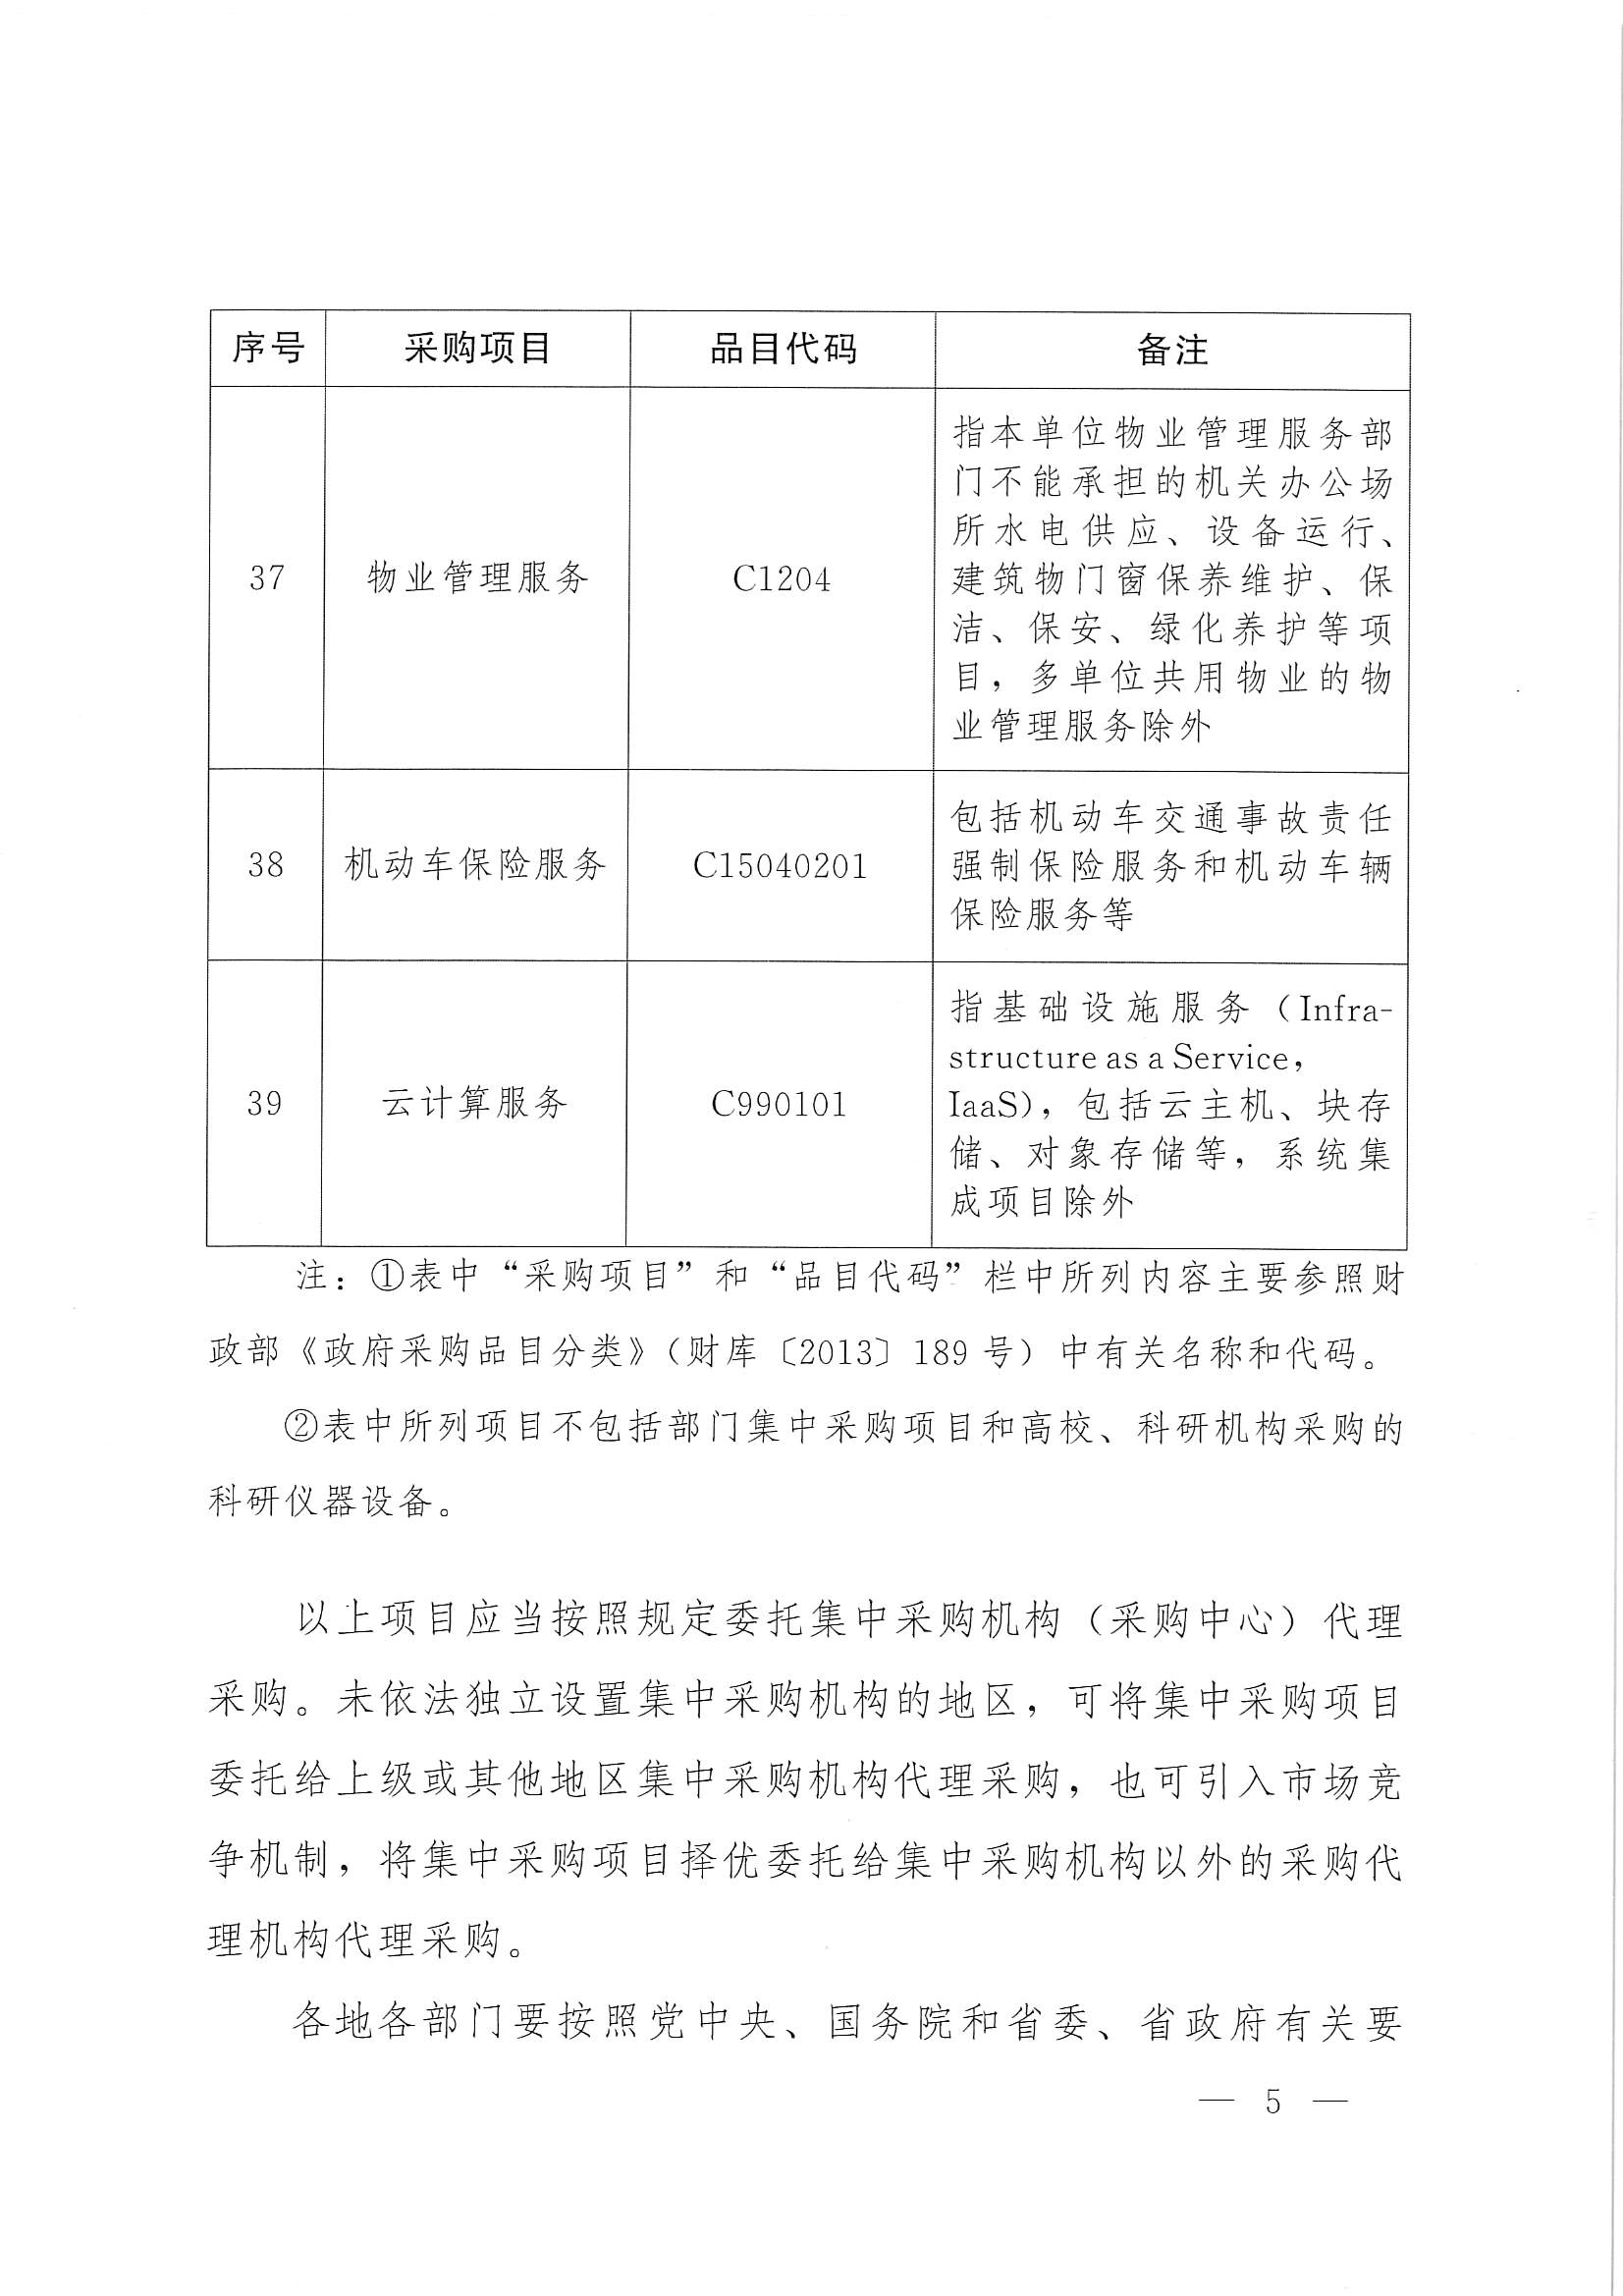 序号 采购项目 品目代码 备注
37 物业管理服务 C1204
指本单位物业管理服务部
门不能承担的机关办公场
所水电供应、设备运行、
建筑物门窗保养维护、保
洁、保安、绿化养护等项
目，多单位共用物业的物
业管理服务除外
38 机动车保险服务 C15040201
包括机动车交通事故责任
强制保险服务和机动车辆
保险服务等
39 云计算服务 C990101
指基础设施服务（Infra-
structure as a Service，
IaaS），包括云主机、块存
储、对象存储等，系统集
成项目除外
注：①表中“采购项目”和“品目代码”栏中所列内容主要参照财
政部《政府采购品目分类》（财库〔2013〕189 号）中有关名称和代码。
②表中所列项目不包括部门集中采购项目和高校、科研机构采购的
科研仪器设备。
以上项目应当按照规定委托集中采购机构（采购中心）代理
采购。未依法独立设置集中采购机构的地区，可将集中采购项目
委托给上级或其他地区集中采购机构代理采购，也可引入市场竞
争机制，将集中采购项目择优委托给集中采购机构以外的采购代
理机构代理采购。
各地各部门要按照党中央、国务院和省委、省政府有关要
— 5 —